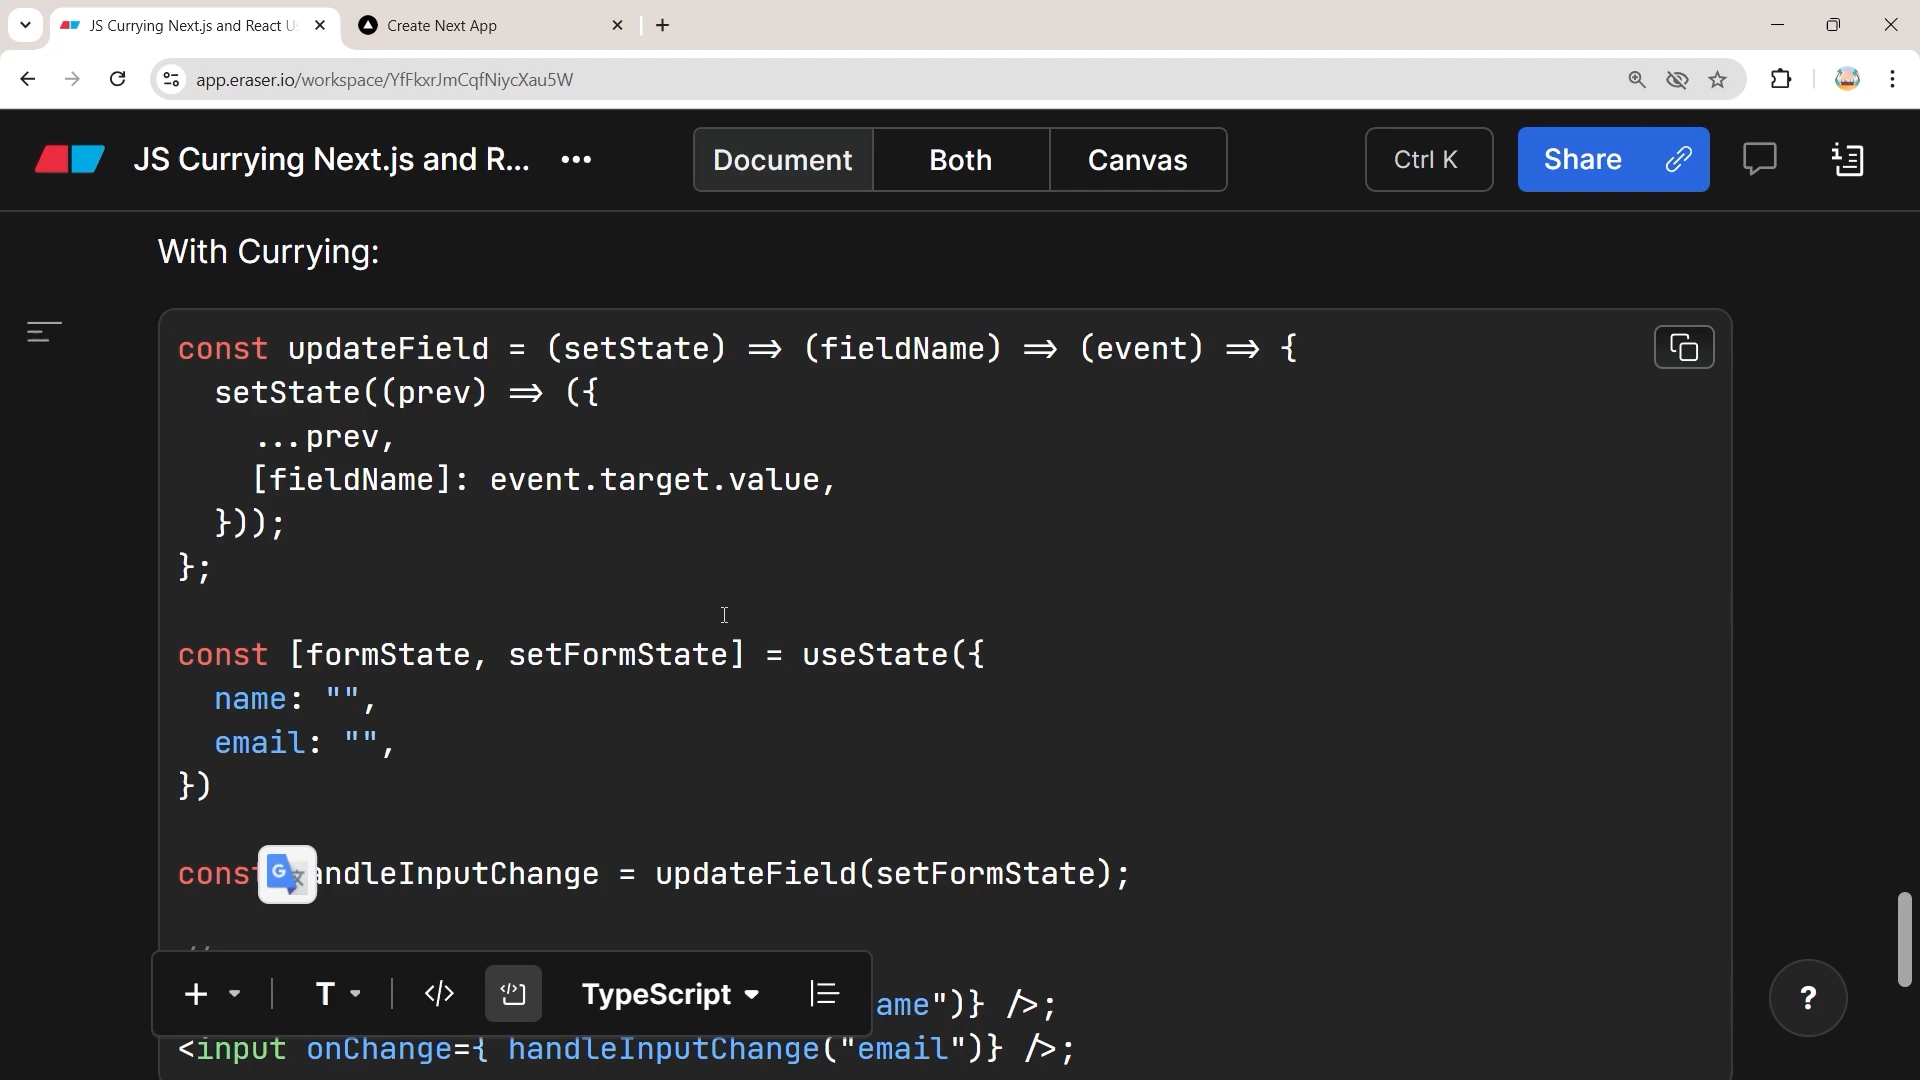 JS Currying Next.js and React Us
Create Next App
app.eraser.io/workspace/YfFkxrJmCqfNiycXau5W
JS Currying Next.js and R...
Document
Both
Canvas
Ctrl K
Share
With Currying:
const updateField = (setState) => (fieldName) => (event) => {
setState((prev) => ({
...prev,
[fieldName]: event.target.value,
}));
};
const [formState, setFormState] = useState({
name: "",
email: "",
})
const andleInputChange = updateField(setFormState);
TypeScript
ame")} />;
<input onChange={ handleInputChange("email")} />;